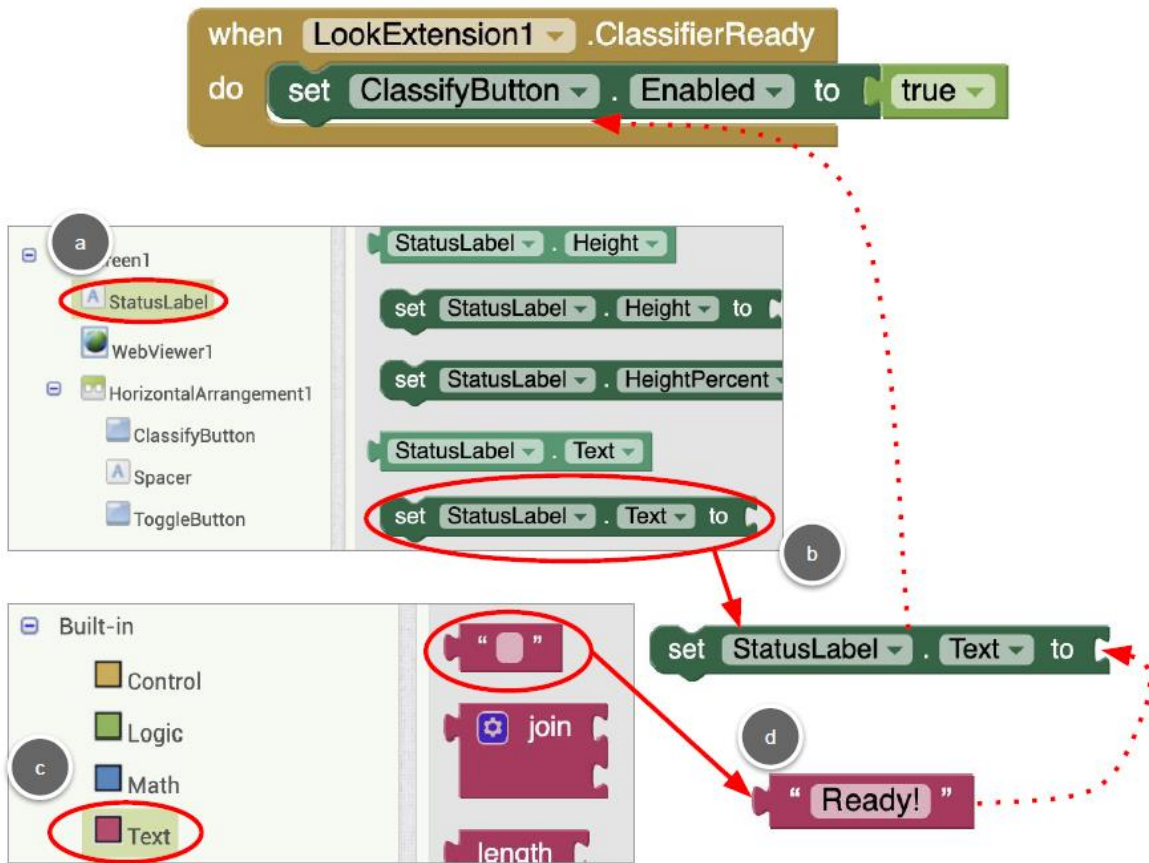 when LookExtension1 .ClassifierReady
do set ClassifyButton . Enabled to true
a
reen1
StatusLabel
WebViewer1
HorizontalArrangement1
ClassifyButton
Spacer
ToggleButton
StatusLabel . Height
set StatusLabel . Height to
set StatusLabel . HeightPercent
StatusLabel . Text
set StatusLabel . Text to
b
Built-in
Control
Logic
Math
Text
c
“ ”
join
length
set StatusLabel . Text to
d
“ Ready! ”